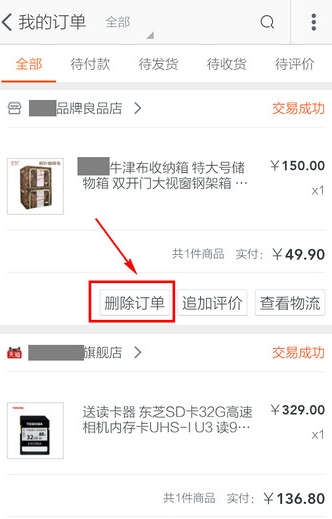 我的订单 全部
全部 待付款 待发货 待收货 待评价
品牌良品店 交易成功
牛津布收纳箱 特大号储 ￥150.00
物箱 双开门大视窗钢架箱 … x1
共1件商品 实付: ￥49.90
删除订单 追加评价 查看物流
天猫 旗舰店 交易成功
送读卡器 东芝SD卡32G高速 ￥329.00
相机内存卡UHS-I U3 读9… x1
TOSHIBA
32
共1件商品 实付: ￥136.80